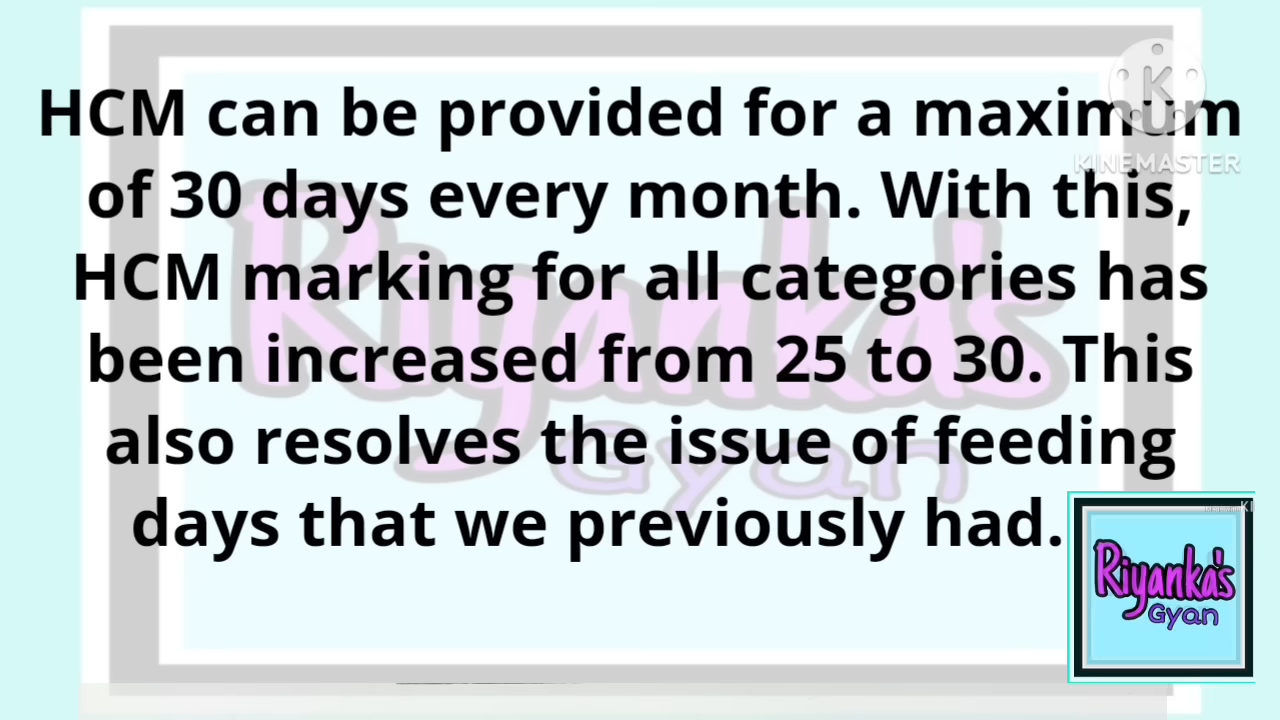 HCM can be provided for a maximum
of 30 days every month. With this,
HCM marking for all categories has
been increased from 25 to 30. This
also resolves the issue of feeding
days that we previously had.
KINEMASTER
Riyanka's
Gyan
Riyanka's
Gyan